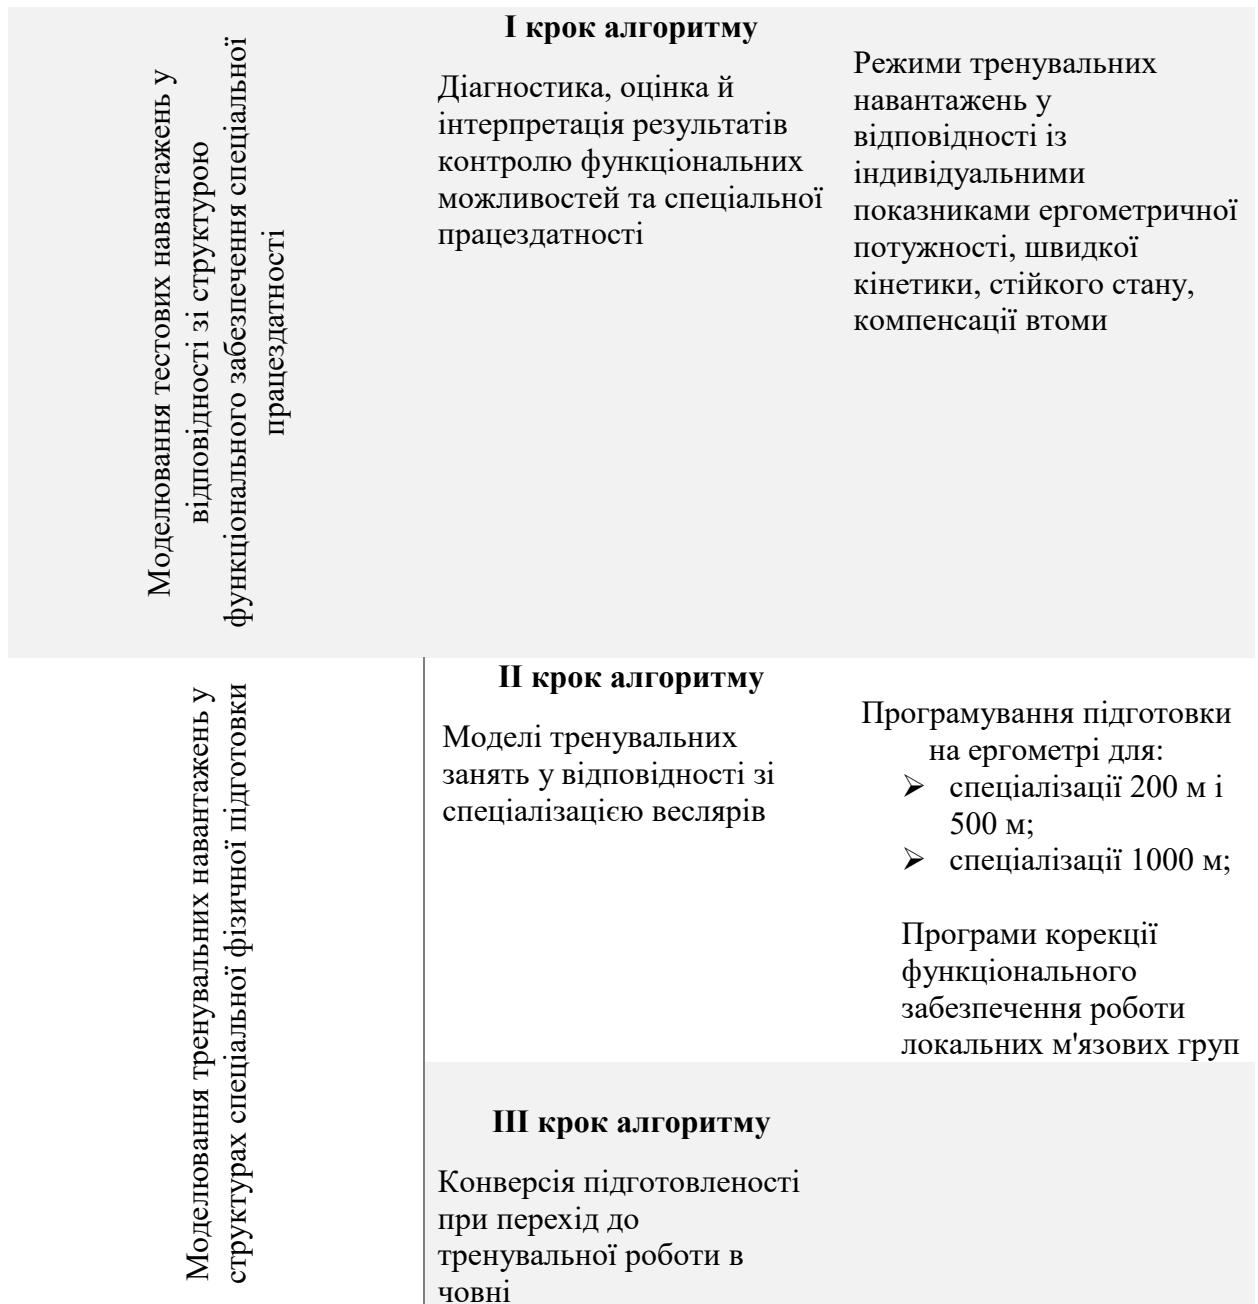 Моделювання тестових навантажень у
відповідності зі структурою
функціонального забезпечення спеціальної
працездатності
I крок алгоритму
Діагностика, оцінка й
інтерпретація результатів
контролю функціональних
можливостей та спеціальної
працездатності
Режими тренувальних
навантажень у
відповідності із
індивідуальними
показниками ергометричної
потужності, швидкої
кінетики, стійкого стану,
компенсації втоми
Моделювання тренувальних навантажень у
структурах спеціальної фізичної підготовки
II крок алгоритму
Моделі тренувальних
занять у відповідності зі
спеціалізацією веслярів
Програмування підготовки
на ергометрі для:
➢ спеціалізації 200 м і
500 м;
➢ спеціалізації 1000 м;
Програми корекції
функціонального
забезпечення роботи
локальних м'язових груп
III крок алгоритму
Конверсія підготовленості
при перехід до
тренувальної роботи в
човні